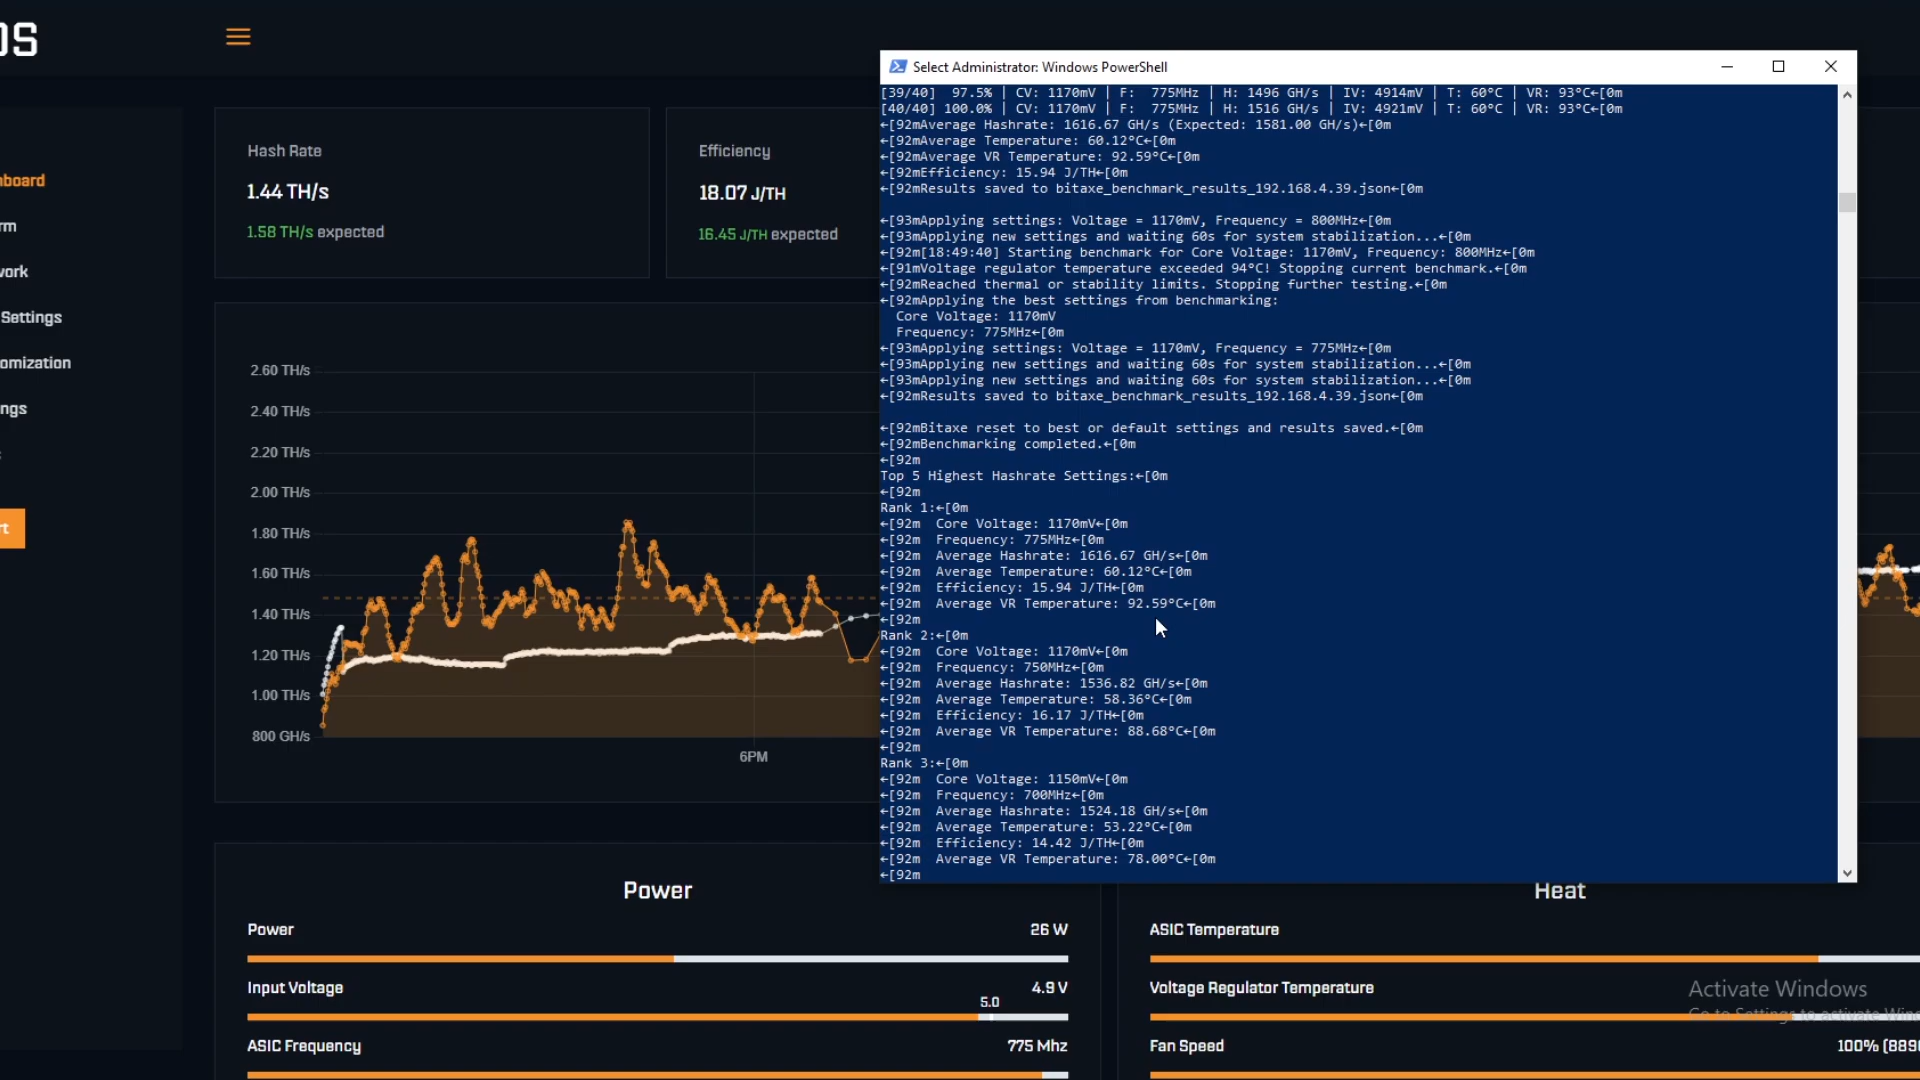 OS
board
rm
work
Settings
omization
ngs
rt
Hash Rate
1.44 TH/s
1.58 TH/s expected
Efficiency
18.07 J/TH
16.45 J/TH expected
2.60 TH/s
2.40 TH/s
2.20 TH/s
2.00 TH/s
1.80 TH/s
1.60 TH/s
1.40 TH/s
1.20 TH/s
1.00 TH/s
800 GH/s
6PM
Select Administrator: Windows PowerShell
[39/40]  97.5% | CV: 1170mV | F:  775MHz | H: 1496 GH/s | IV: 4914mV | T: 60°C | VR: 93°C←[0m
[40/40] 100.0% | CV: 1170mV | F:  775MHz | H: 1516 GH/s | IV: 4921mV | T: 60°C | VR: 93°C←[0m
←[92mAverage Hashrate: 1616.67 GH/s (Expected: 1581.00 GH/s)←[0m
←[92mAverage Temperature: 60.12°C←[0m
←[92mAverage VR Temperature: 92.59°C←[0m
←[92mEfficiency: 15.94 J/TH←[0m
←[92mResults saved to bitaxe_benchmark_results_192.168.4.39.json←[0m
←[93mApplying settings: Voltage = 1170mV, Frequency = 800MHz←[0m
←[93mApplying new settings and waiting 60s for system stabilization...←[0m
←[92m[18:49:40] Starting benchmark for Core Voltage: 1170mV, Frequency: 800MHz←[0m
←[91mVoltage regulator temperature exceeded 94°C! Stopping current benchmark.←[0m
←[92mReached thermal or stability limits. Stopping further testing.←[0m
←[92mApplying the best settings from benchmarking:
  Core Voltage: 1170mV
  Frequency: 775MHz←[0m
←[93mApplying settings: Voltage = 1170mV, Frequency = 775MHz←[0m
←[93mApplying new settings and waiting 60s for system stabilization...←[0m
←[93mApplying new settings and waiting 60s for system stabilization...←[0m
←[92mResults saved to bitaxe_benchmark_results_192.168.4.39.json←[0m
←[92mBitaxe reset to best or default settings and results saved.←[0m
←[92mBenchmarking completed.←[0m
←[92m
Top 5 Highest Hashrate Settings:←[0m
←[92m
Rank 1:←[0m
←[92m  Core Voltage: 1170mV←[0m
←[92m  Frequency: 775MHz←[0m
←[92m  Average Hashrate: 1616.67 GH/s←[0m
←[92m  Average Temperature: 60.12°C←[0m
←[92m  Efficiency: 15.94 J/TH←[0m
←[92m  Average VR Temperature: 92.59°C←[0m
←[92m
Rank 2:←[0m
←[92m  Core Voltage: 1170mV←[0m
←[92m  Frequency: 750MHz←[0m
←[92m  Average Hashrate: 1536.82 GH/s←[0m
←[92m  Average Temperature: 58.36°C←[0m
←[92m  Efficiency: 16.17 J/TH←[0m
←[92m  Average VR Temperature: 88.68°C←[0m
←[92m
Rank 3:←[0m
←[92m  Core Voltage: 1150mV←[0m
←[92m  Frequency: 700MHz←[0m
←[92m  Average Hashrate: 1524.18 GH/s←[0m
←[92m  Average Temperature: 53.22°C←[0m
←[92m  Efficiency: 14.42 J/TH←[0m
←[92m  Average VR Temperature: 78.00°C←[0m
←[92m
Power
Power 26 W
Input Voltage 4.9 V
5.0
ASIC Frequency 775 Mhz
Heat
ASIC Temperature
Voltage Regulator Temperature
Fan Speed 100% (889
Activate Windows
Go to Settings to activate Win